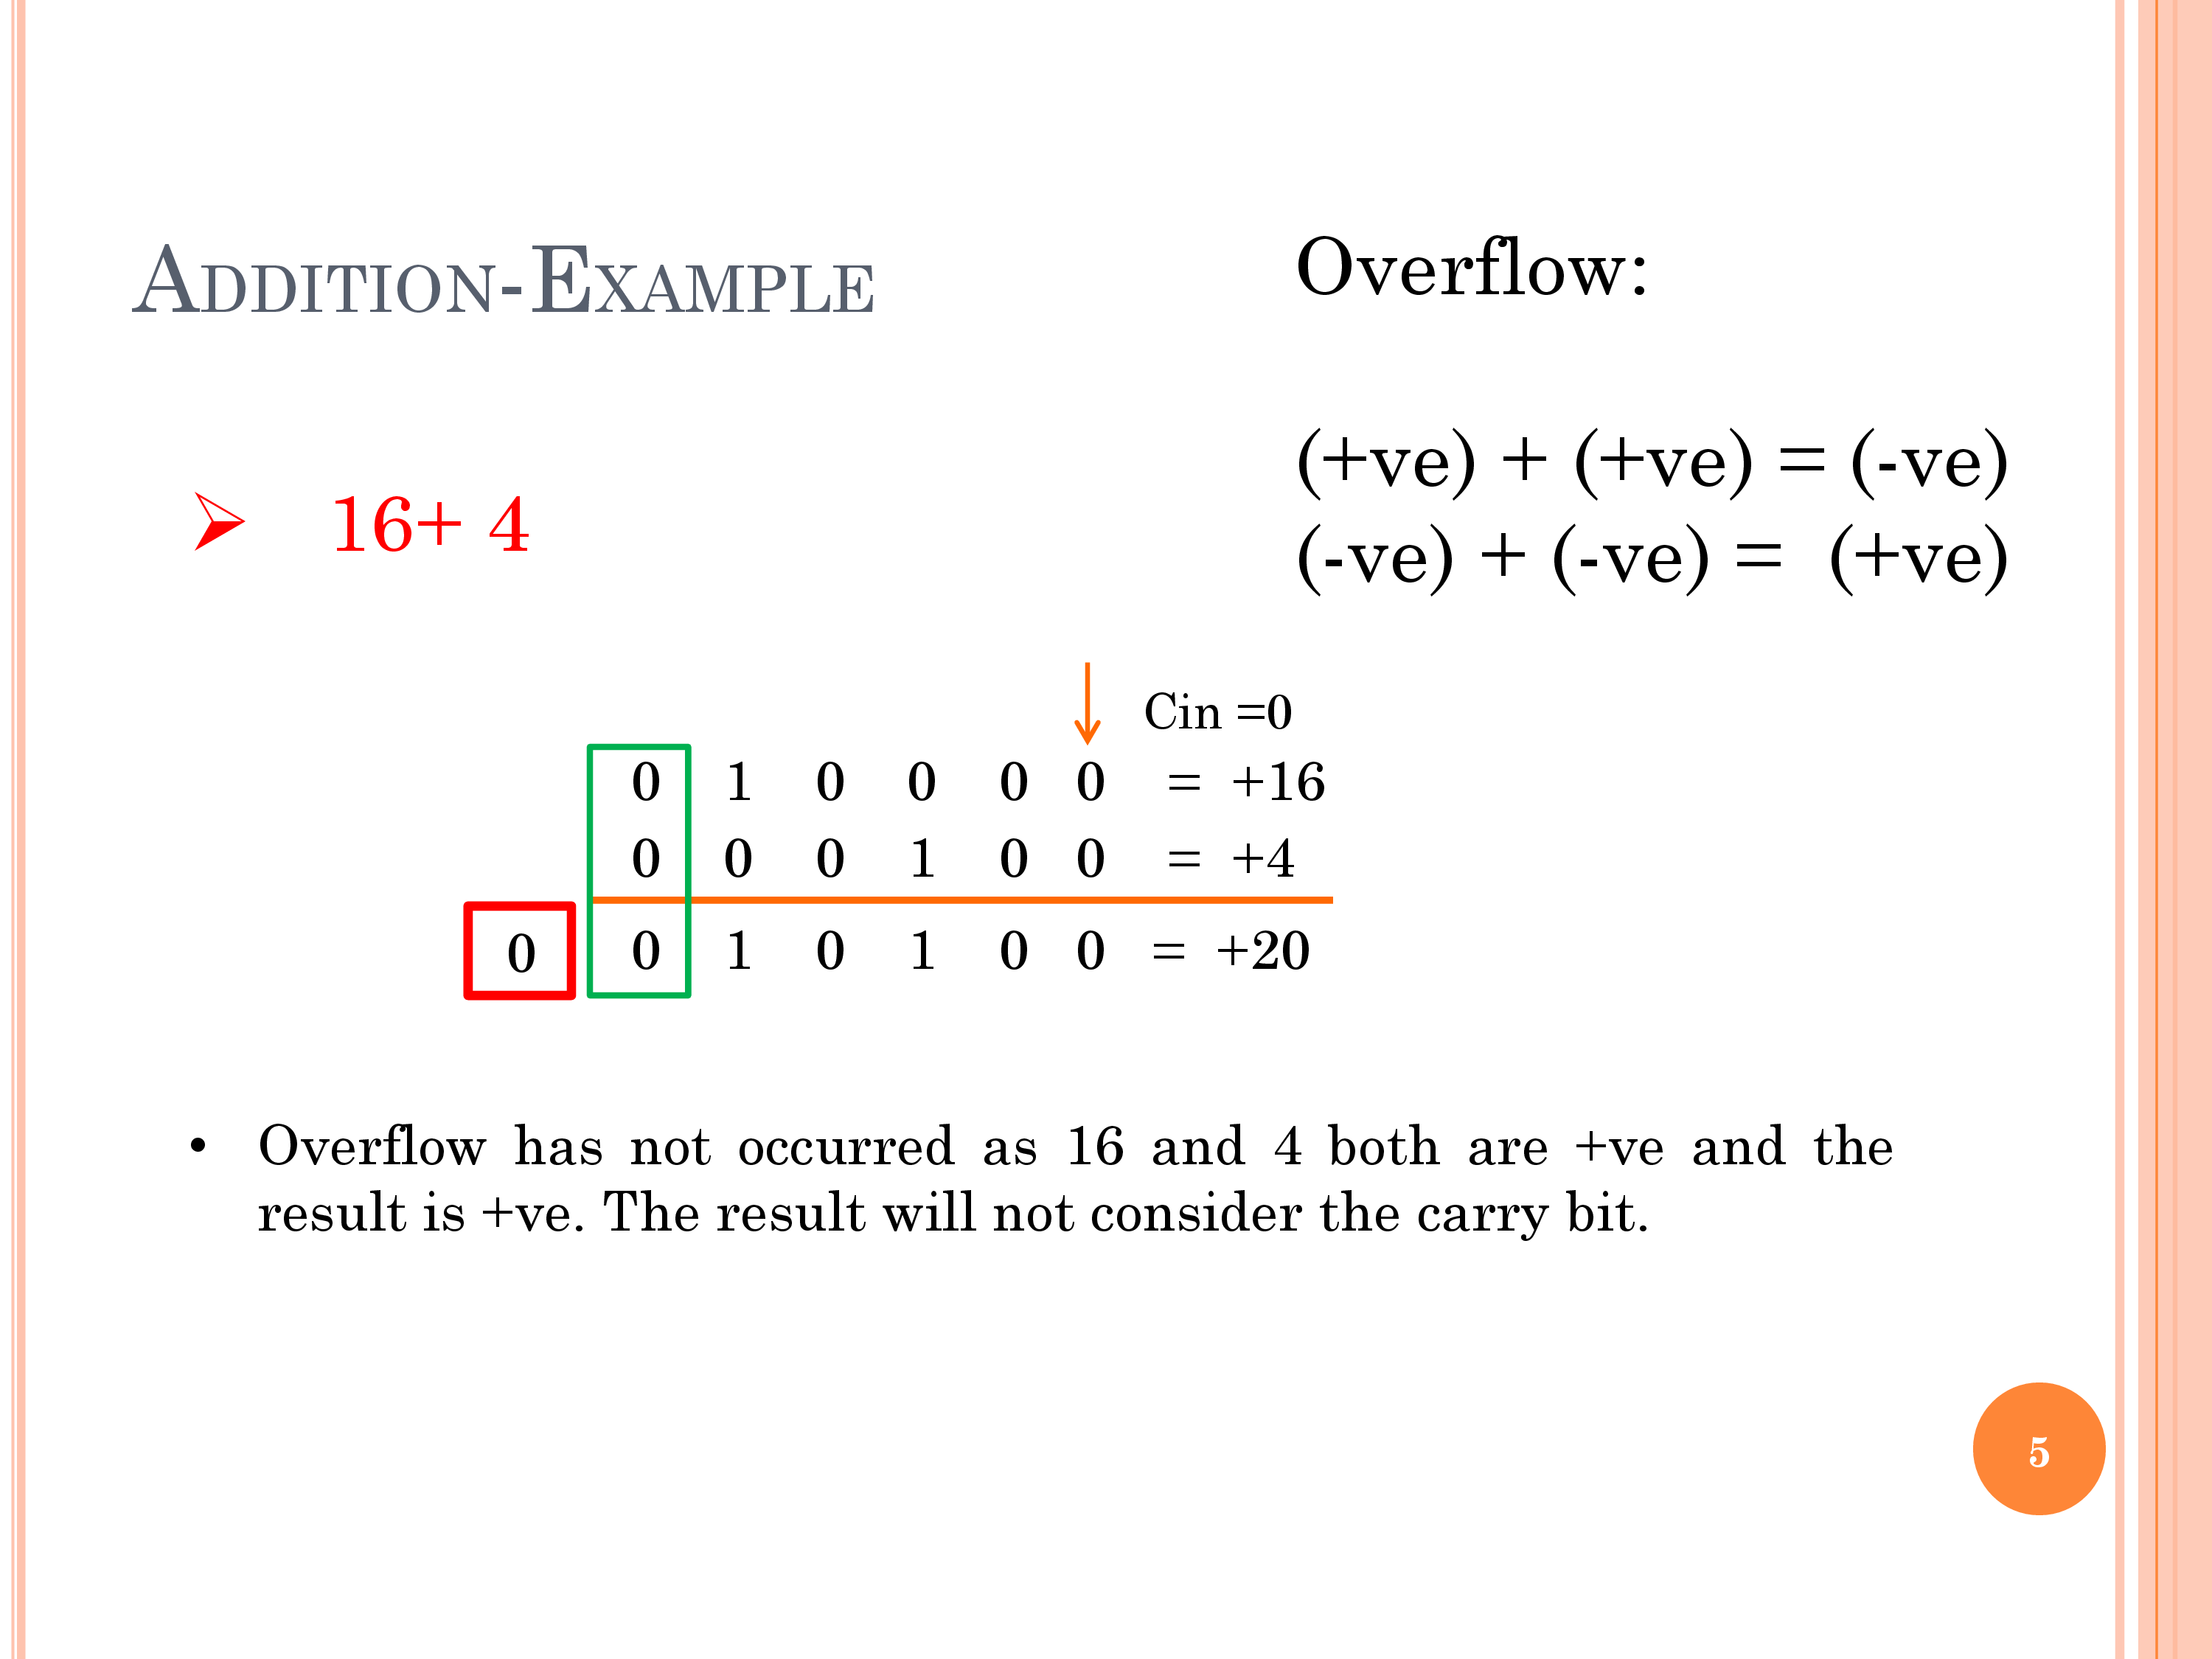 ADDITION-EXAMPLE
Overflow:
(+ve) + (+ve) = (-ve)
(-ve) + (-ve) = (+ve)
16+ 4
Cin =0
0 1 0 0 0 0 = +16
0 0 0 1 0 0 = +4
0 0 1 0 1 0 0 = +20
• Overflow has not occurred as 16 and 4 both are +ve and the
result is +ve. The result will not consider the carry bit.
5